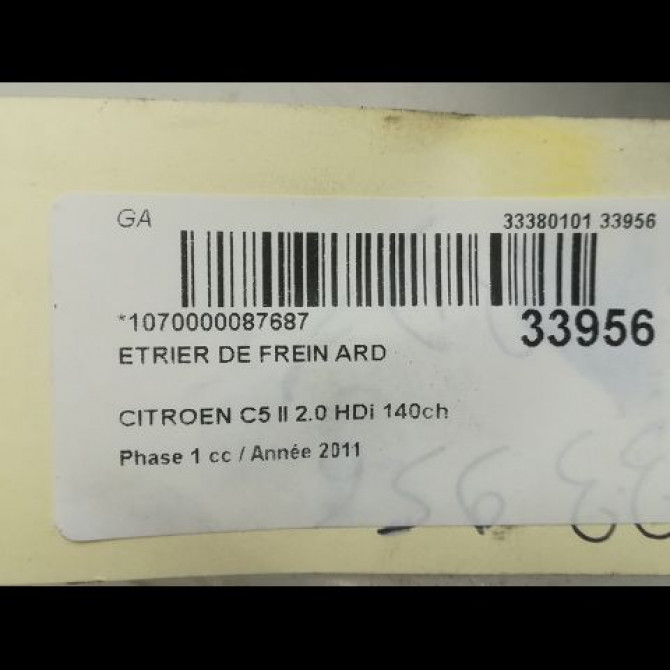 GA
33380101 33956
*1070000087687
33956
ETRIER DE FREIN ARD
CITROEN C5 II 2.0 HDi 140ch
Phase 1 cc / Année 2011